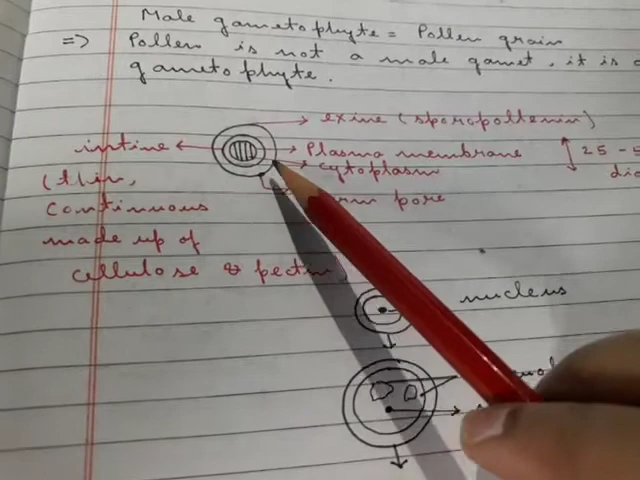 Male gametophyte = Pollen grain
=> Pollen is not a male gamet, it is a
gametophyte.
exine (sporopollenin)
intine
Plasma membrane
25 - 5
cytoplasm
(thin,
pore
continuous
made up of
cellulose & pectin)
nucleus